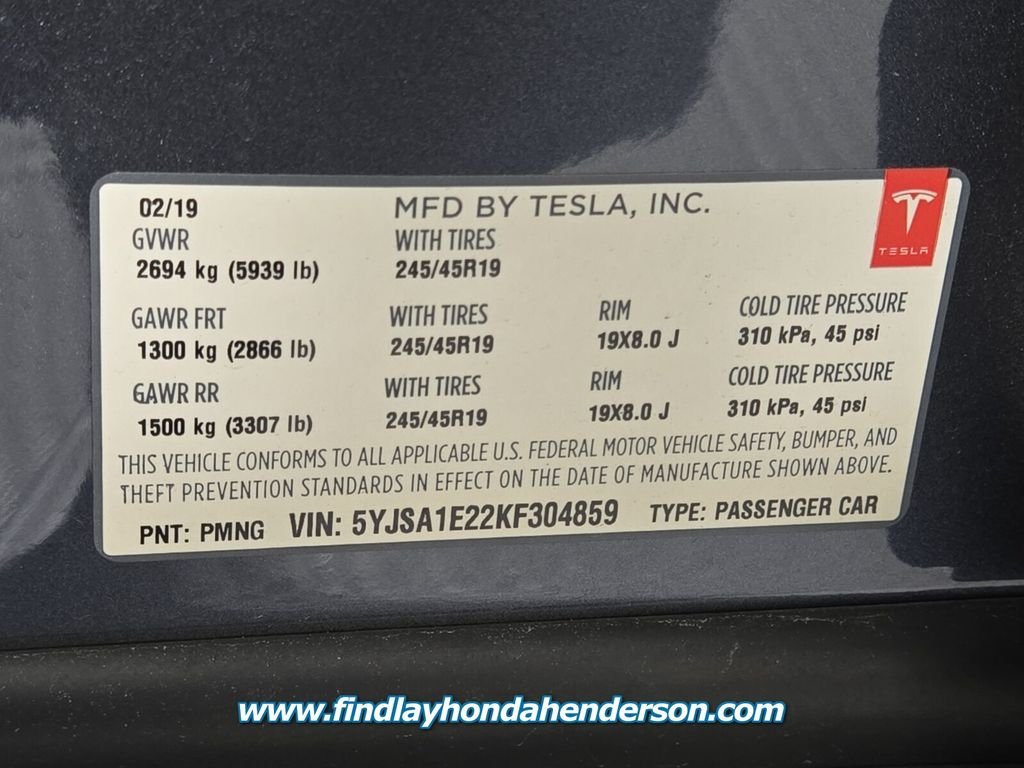 02/19 MFD BY TESLA, INC.
GVWR WITH TIRES
2694 kg (5939 lb) 245/45R19
TESLA
GAWR FRT WITH TIRES RIM COLD TIRE PRESSURE
1300 kg (2866 lb) 245/45R19 19X8.0 J 310 kPa, 45 psi
GAWR RR WITH TIRES RIM COLD TIRE PRESSURE
1500 kg (3307 lb) 245/45R19 19X8.0 J 310 kPa, 45 psi
THIS VEHICLE CONFORMS TO ALL APPLICABLE U.S. FEDERAL MOTOR VEHICLE SAFETY, BUMPER, AND
THEFT PREVENTION STANDARDS IN EFFECT ON THE DATE OF MANUFACTURE SHOWN ABOVE.
PNT: PMNG VIN: 5YJSA1E22KF304859 TYPE: PASSENGER CAR
www.findlayhondahenderson.com